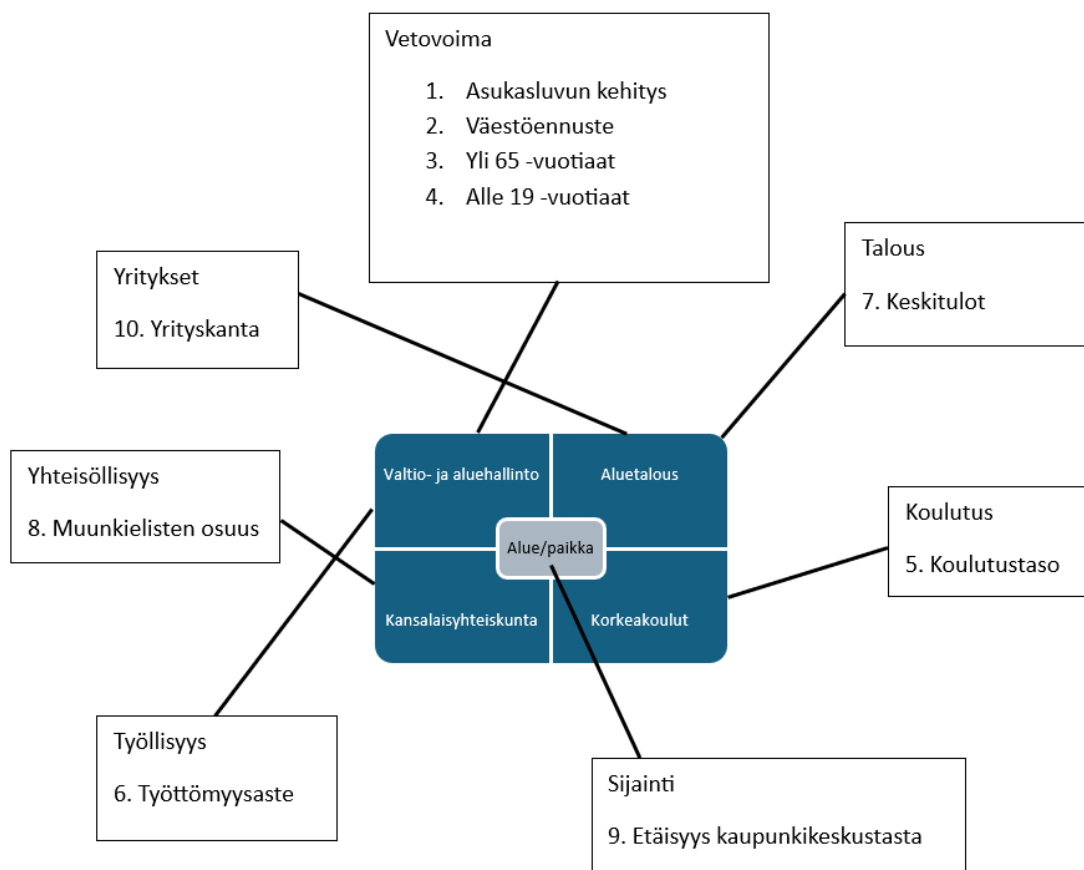 Vetovoima
1. Asukasluvun kehitys
2. Väestöennuste
3. Yli 65 -vuotiaat
4. Alle 19 -vuotiaat
Yritykset
10. Yrityskanta
Talous
7. Keskitulot
Valtio- ja aluehallinto
Aluetalous
Yhteisöllisyys
8. Muunkielisten osuus
Koulutus
5. Koulutustaso
Alue/paikka
Kansalaisyhteiskunta
Korkeakoulut
Työllisyys
6. Työttömyysaste
Sijainti
9. Etäisyys kaupunkikeskustasta